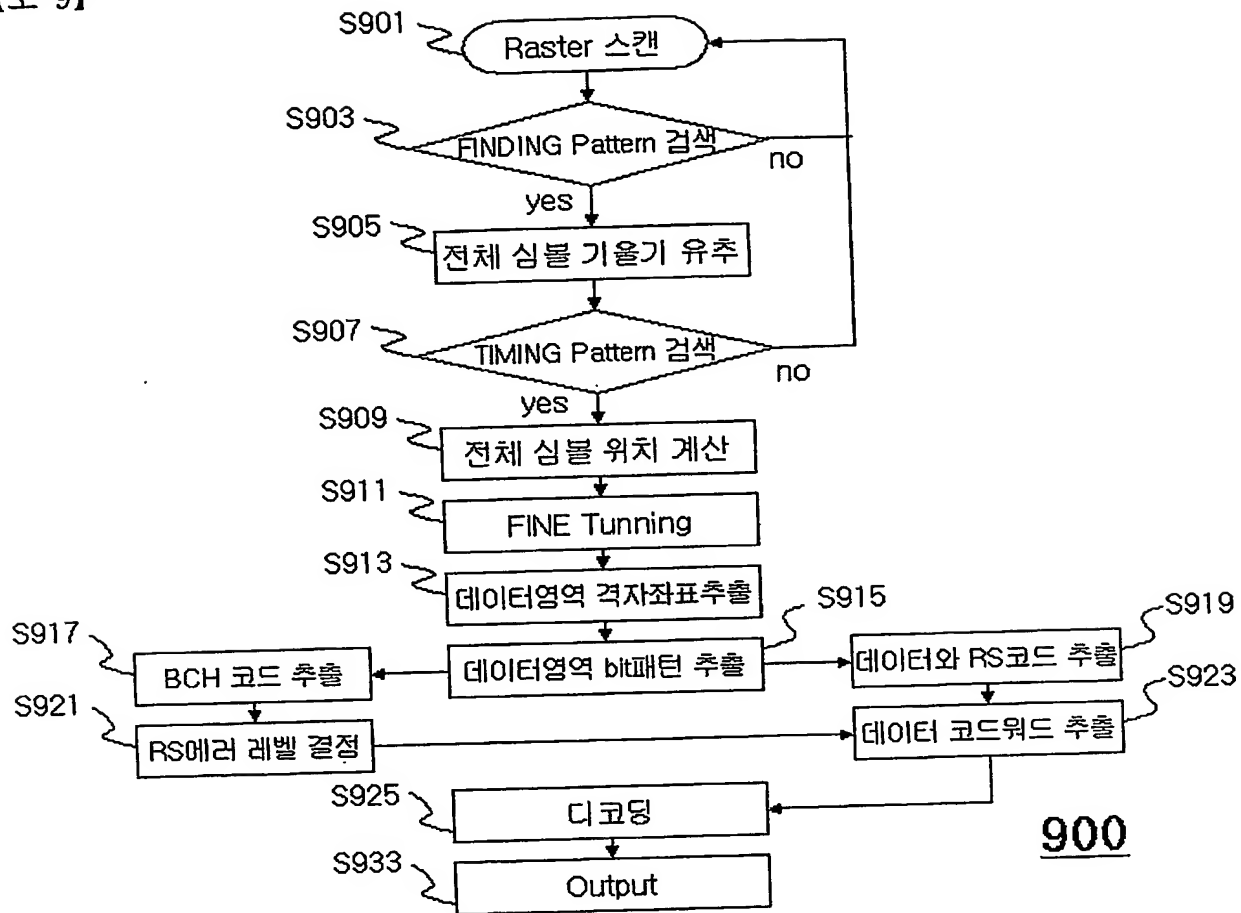 【도 9】
S901
Raster 스캔
S903
FINDING Pattern 검색
no
yes
S905
전체 심볼 기울기 유추
S907
TIMING Pattern 검색
no
yes
S909
전체 심볼 위치 계산
S911
FINE Tunning
S913
데이터영역 격자좌표추출
S915
S917
BCH 코드 추출
데이터영역 bit패턴 추출
S919
데이터와 RS코드 추출
S921
RS에러 레벨 결정
S923
데이터 코드워드 추출
S925
디코딩
900
S933
Output